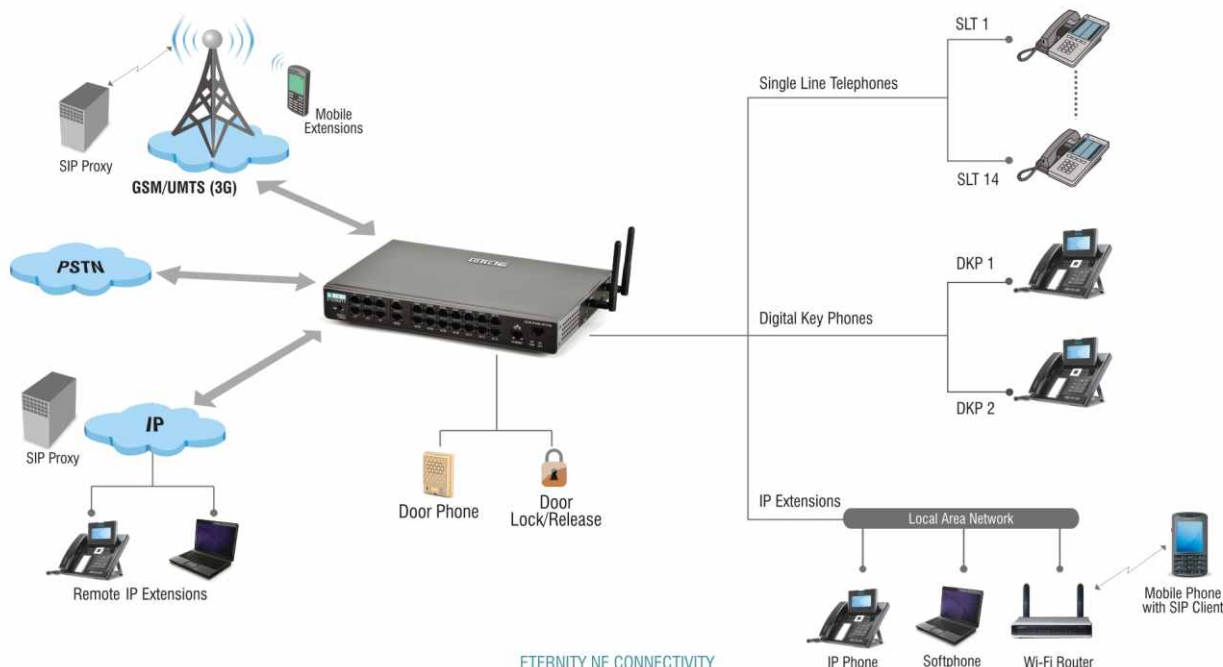 SLT 1
Single Line Telephones
Mobile
Extensions
SIP Proxy
GSM/UMTS (3G)
SLT 14
PSTN
DKP 1
Digital Key Phones
IP
DKP 2
SIP Proxy
Door Phone
Door
Lock/Release
IP Extensions
Local Area Network
Remote IP Extensions
Mobile Phone
with SIP Client
IP Phone
Softphone
Wi-Fi Router
ETERNITY NE CONNECTIVITY